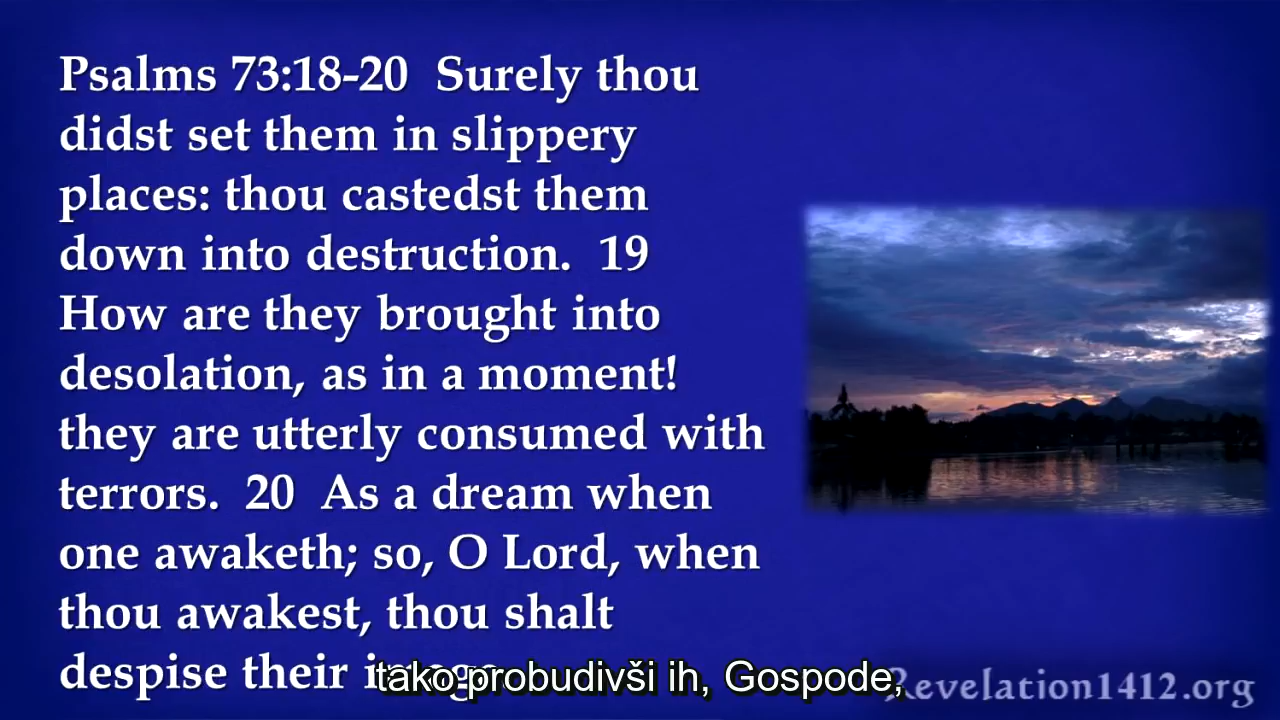 Psalms 73:18-20 Surely thou
didst set them in slippery
places: thou castedst them
down into destruction. 19
How are they brought into
desolation, as in a moment!
they are utterly consumed with
terrors. 20 As a dream when
one awaketh; so, O Lord, when
thou awakest, thou shalt
despise their image.
tako probudivši ih, Gospode,
Revelation1412.org